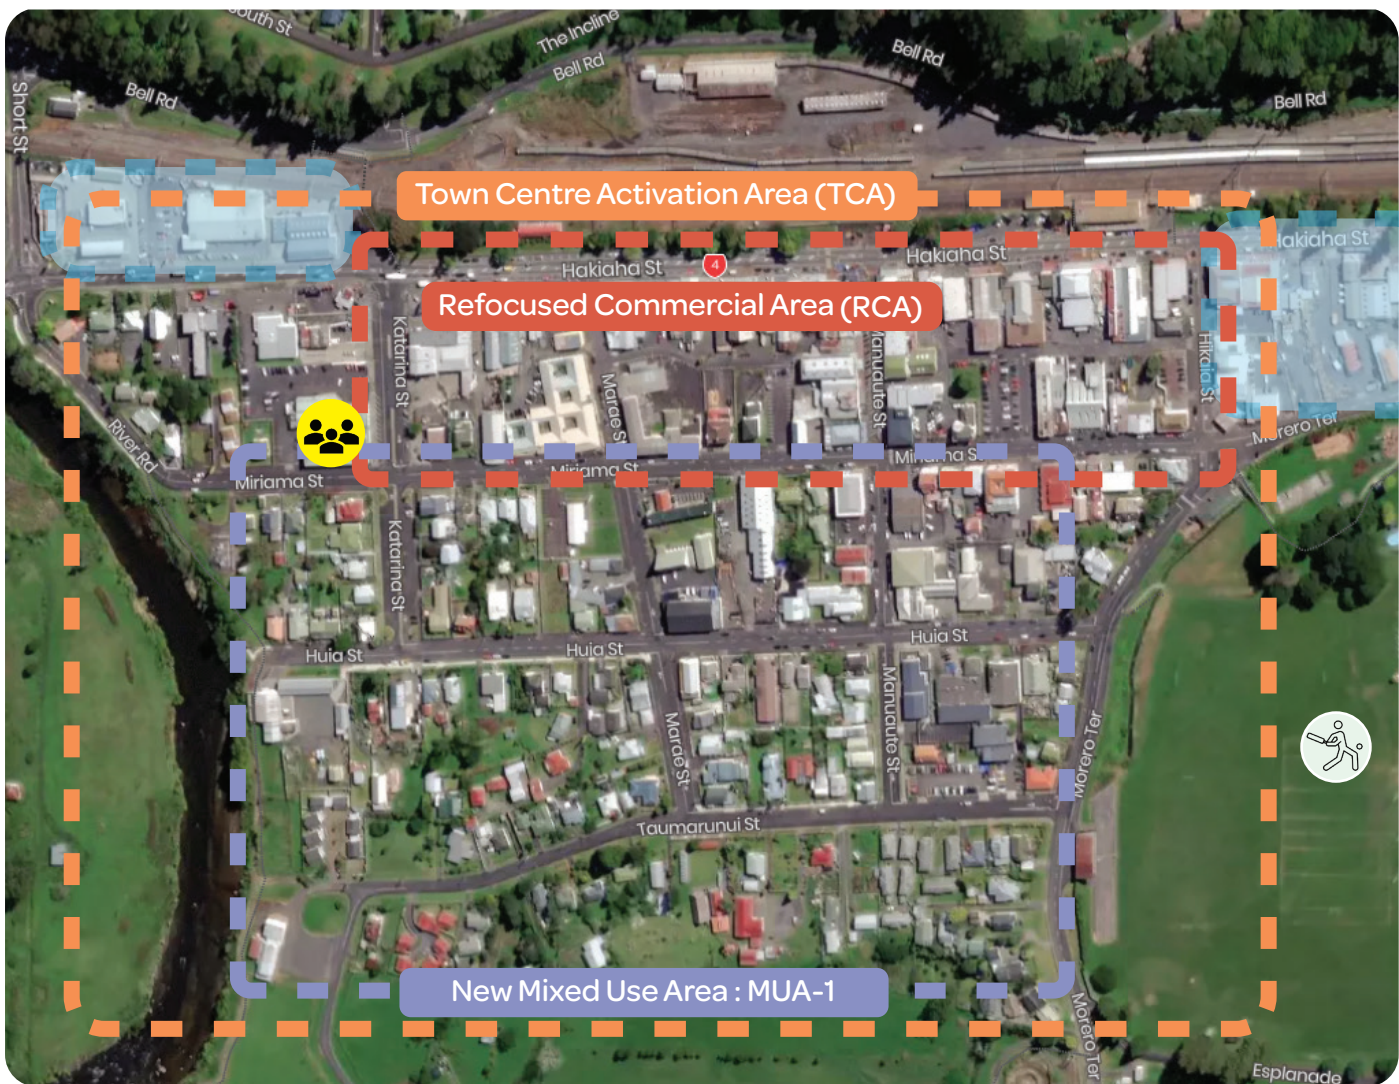 South St
The Incline
Bell Rd
Bell Rd
Bell Rd
Bell Rd
Short St
Town Centre Activation Area (TCA)
Hakiaha St
Hakiaha St
Hakiaha St
4
Refocused Commercial Area (RCA)
Katarina St
Marae St
Manuaute St
Hikaia St
River Rd
Morero Ter
Miriama St
Miriama St
Miriama St
Katarina St
Huia St
Huia St
Huia St
Marae St
Manuaute St
Morero Ter
Taumarunui St
New Mixed Use Area : MUA-1
Morero Ter
Esplanade